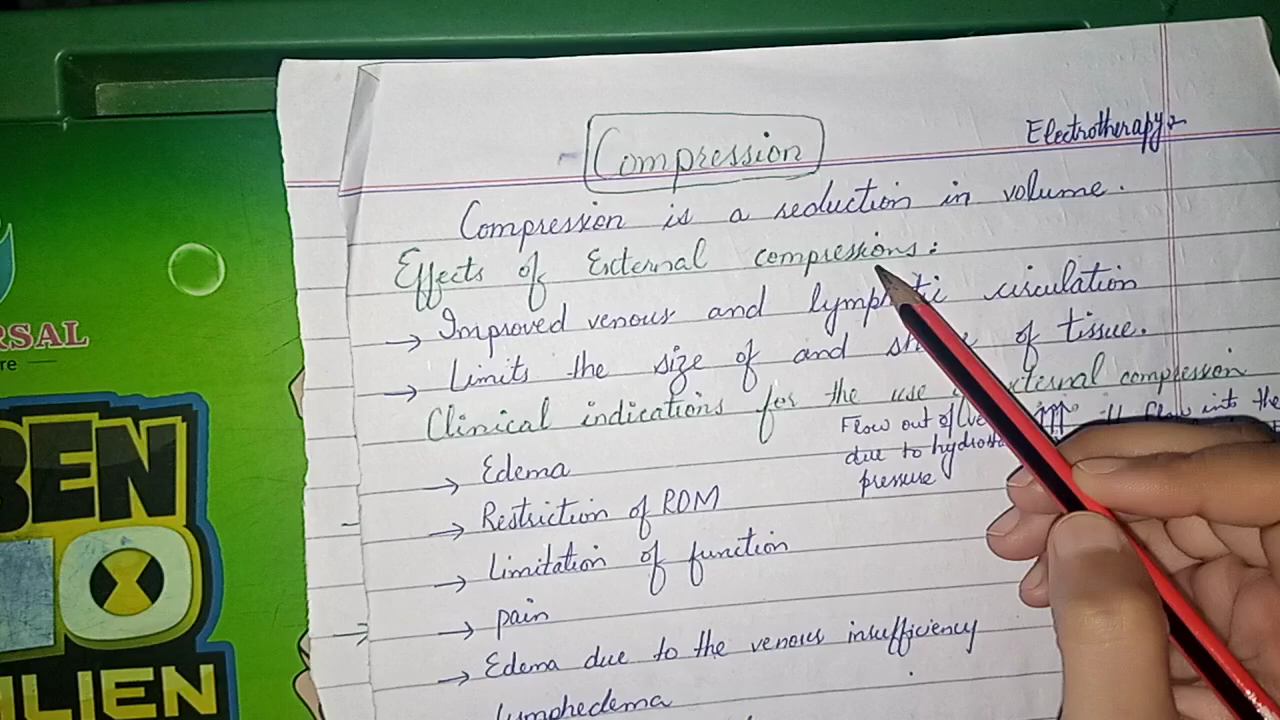 Electrotherapy
Compression
Compression is a reduction in volume.
Effects of External compressions:
→ Improved venous and circulation
→ Limits the size of and of tissue.
Clinical indications for the use external compression
Flow out of ↑↑↑ flow into the
due to
pressure
→ Edema
→ Restriction of ROM
→ Limitation of function
→ pain
→ Edema due to the venous insufficiency
lymphedema
RSAL
re
BEN
LIEN